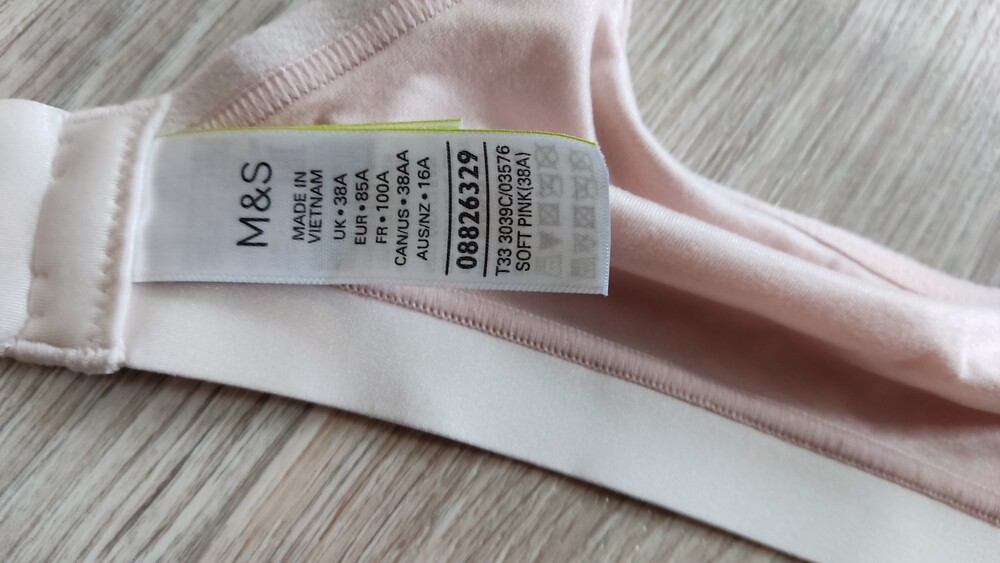 M&S
MADE IN
VIETNAM
UK • 38A
EUR • 85A
FR • 100A
CAN/US • 38AA
AUS/NZ • 16A
08826329
T33 3039C/03576
SOFT PINK(38A)